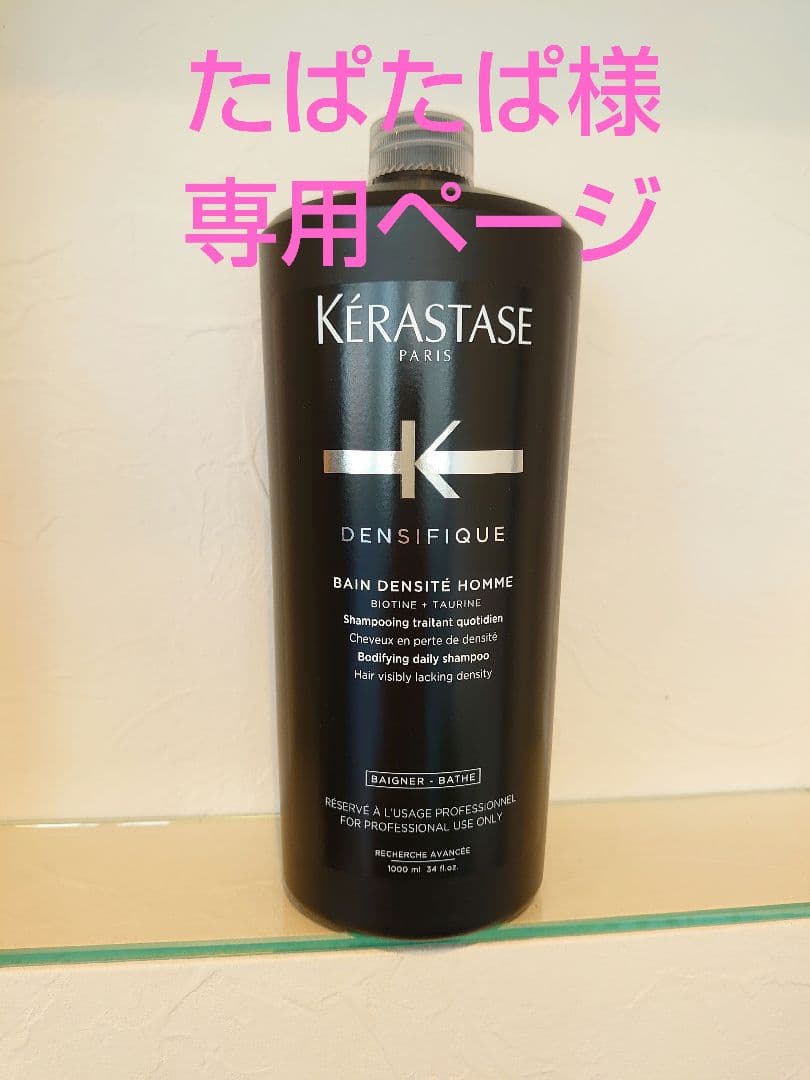 たぱたぱ様
専用ページ
KÉRASTASE
PARIS
K
DENSIFIQUE
BAIN DENSITÉ HOMME
BIOTINE + TAURINE
Shampooing traitant quotidien
Cheveux en perte de densité
Bodifying daily shampoo
Hair visibly lacking density
BAIGNER - BATHE
RÉSERVÉ À L'USAGE PROFESSIONNEL
FOR PROFESSIONAL USE ONLY
RECHERCHE AVANCÉE
1000 ml 34 fl.oz.